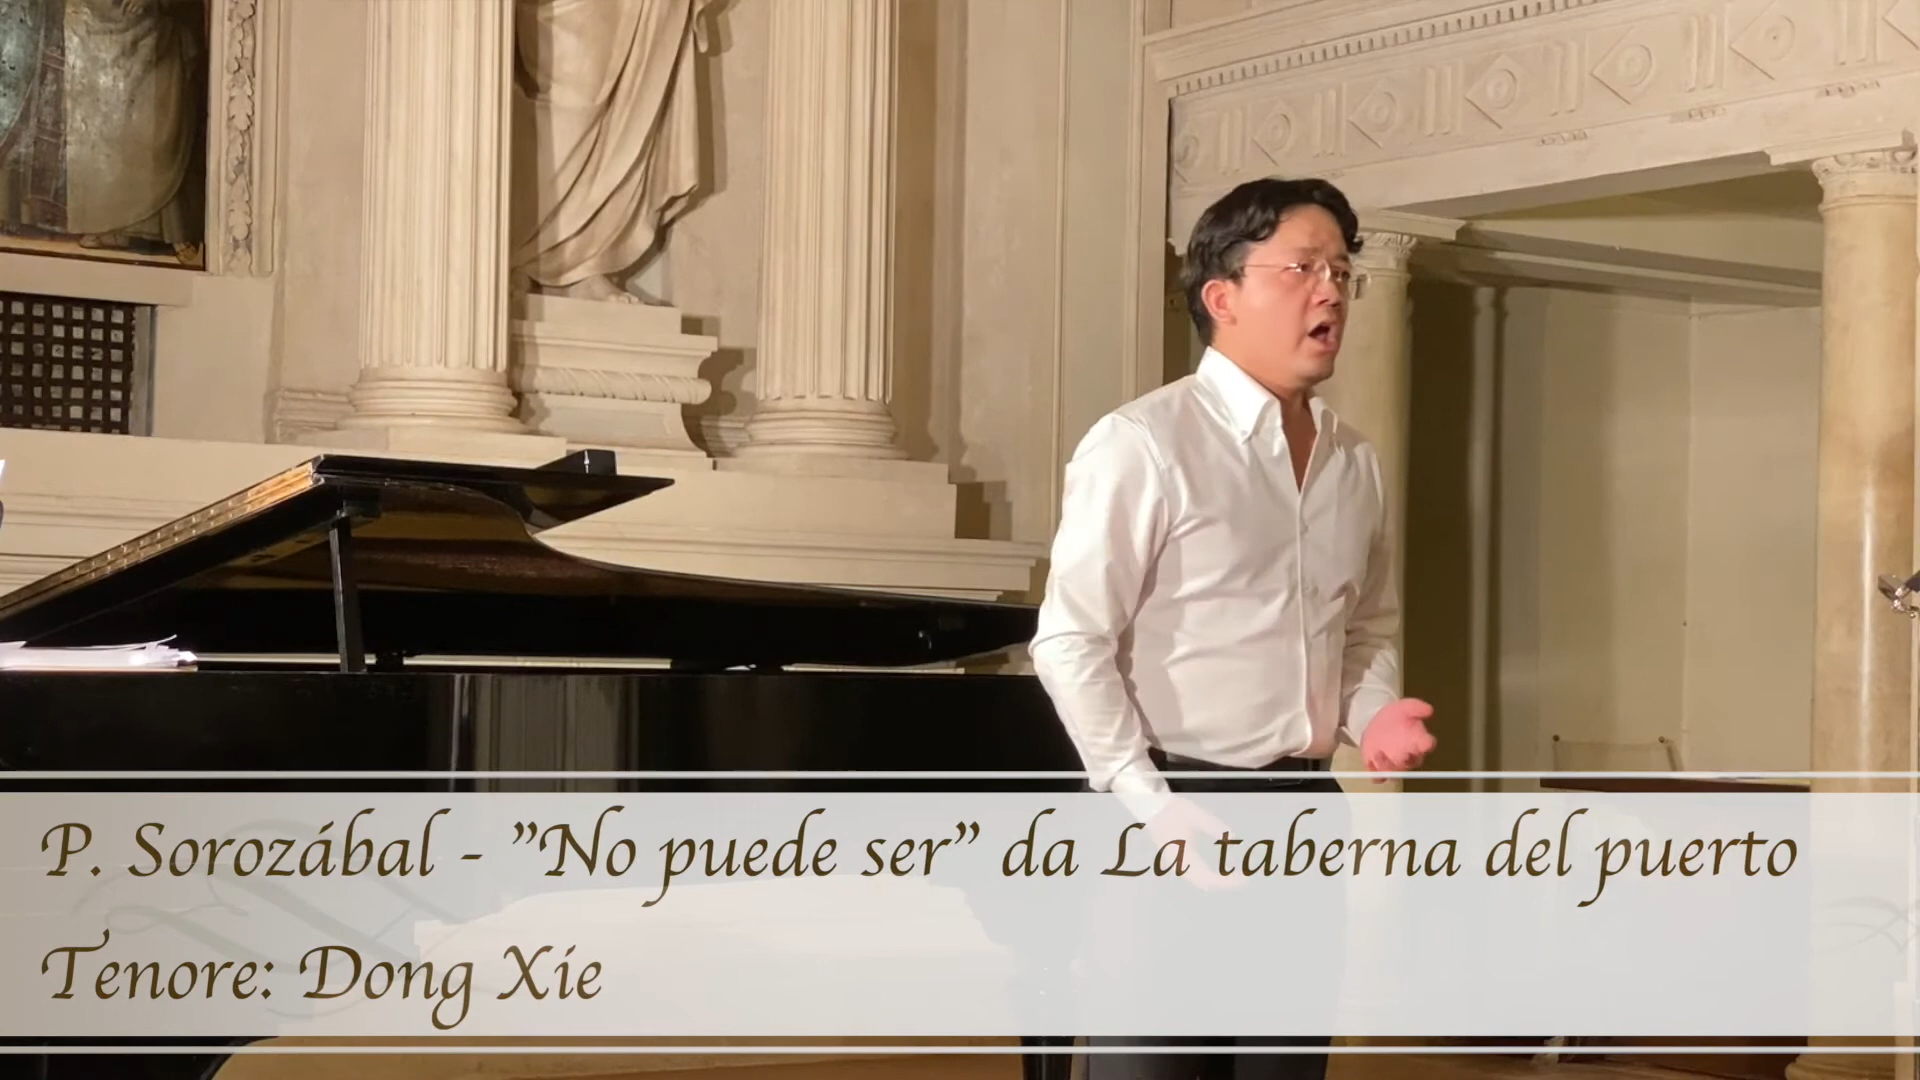 P. Sorozábal - "No puede ser" da La taberna del puerto
Tenore: Dong Xie